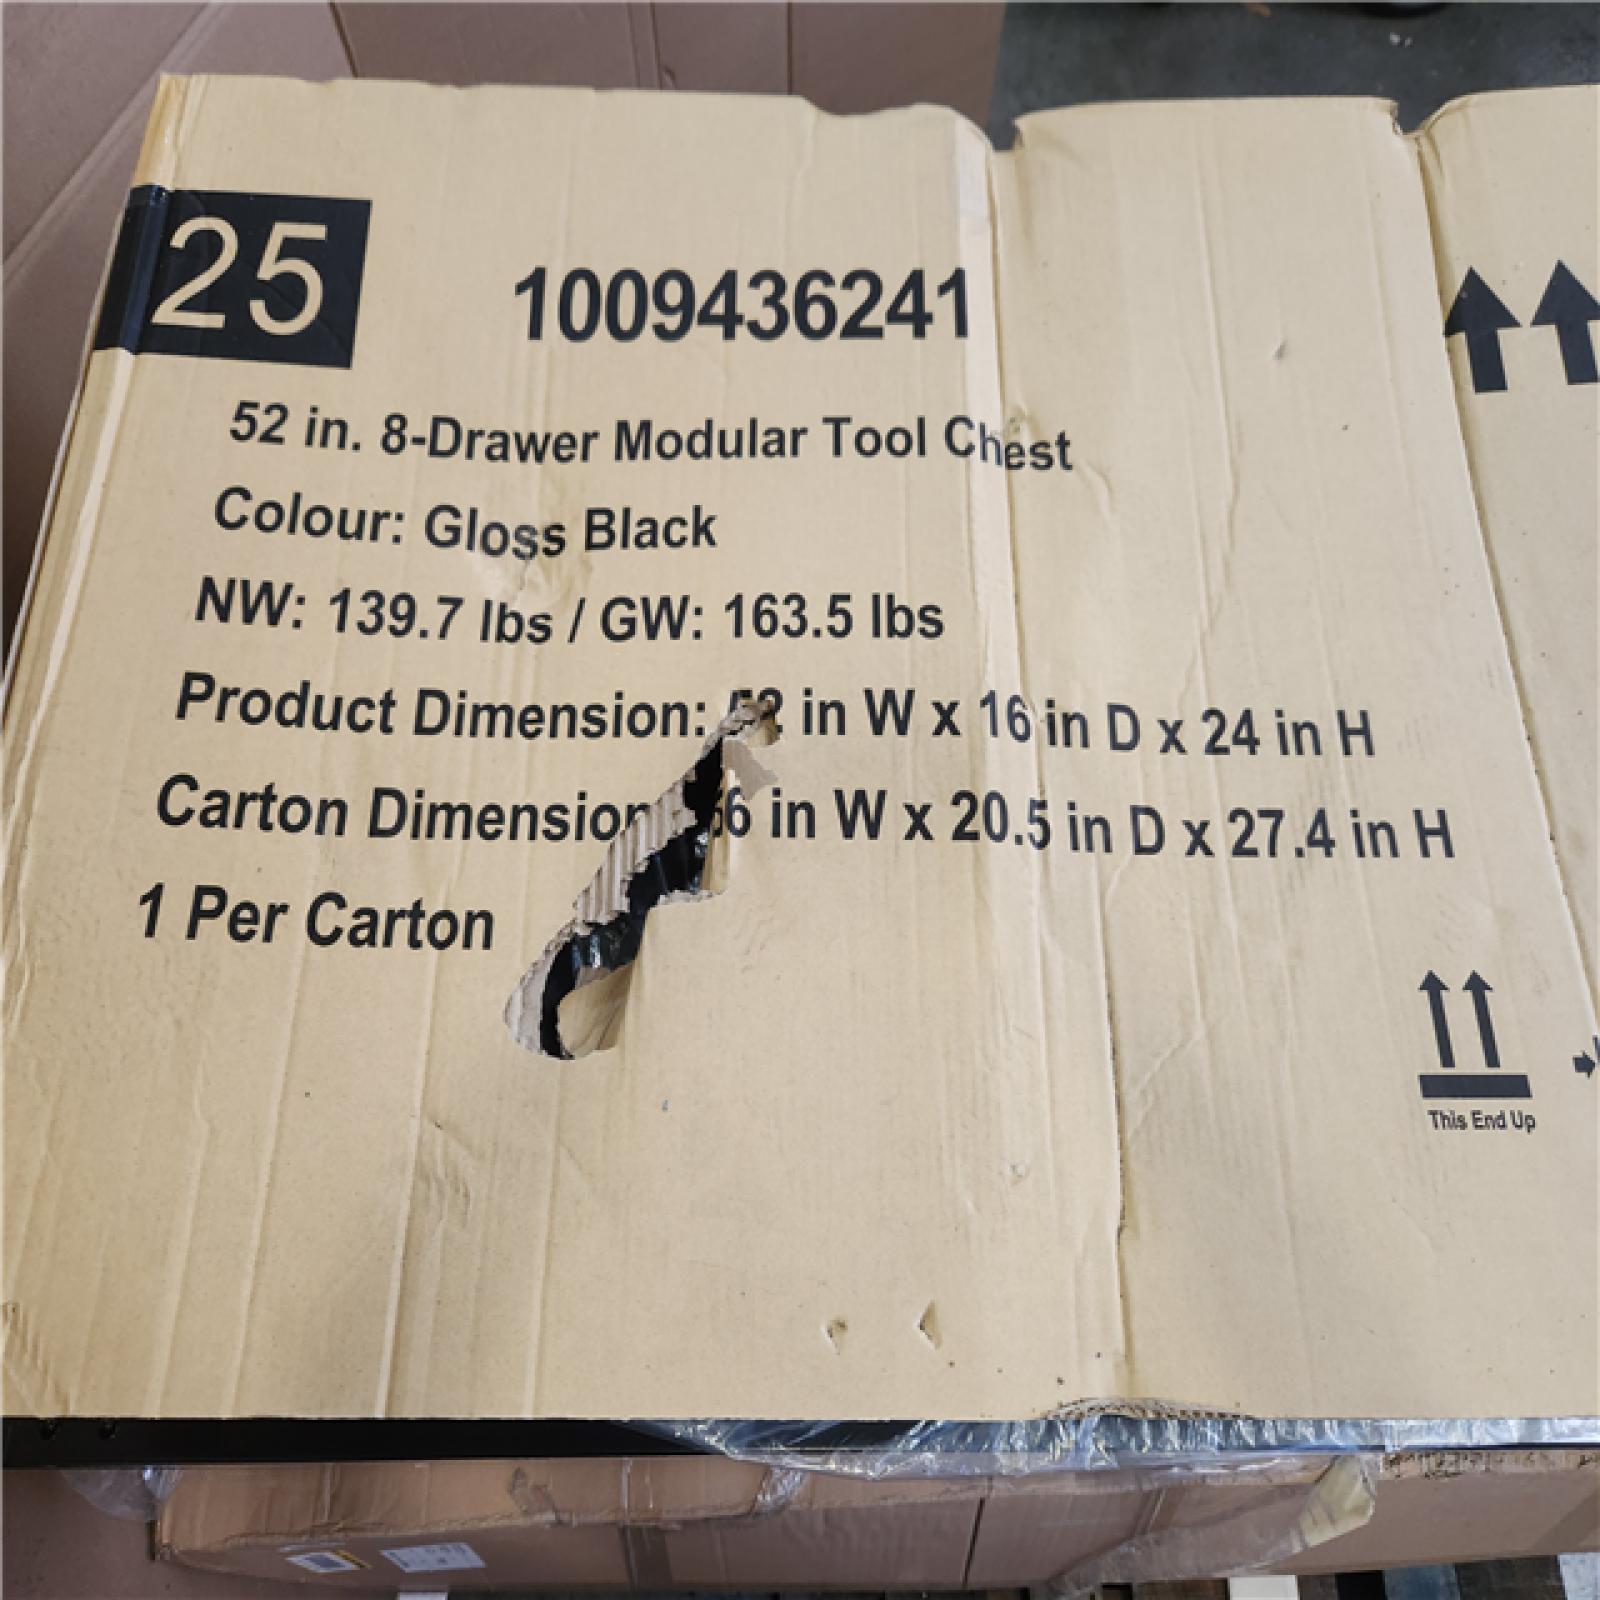 25
1009436241
52 in. 8-Drawer Modular Tool Chest
Colour: Gloss Black
NW: 139.7 lbs / GW: 163.5 lbs
Product Dimension: 52 in W x 16 in D x 24 in H
Carton Dimension 56 in W x 20.5 in D x 27.4 in H
1 Per Carton
This End Up